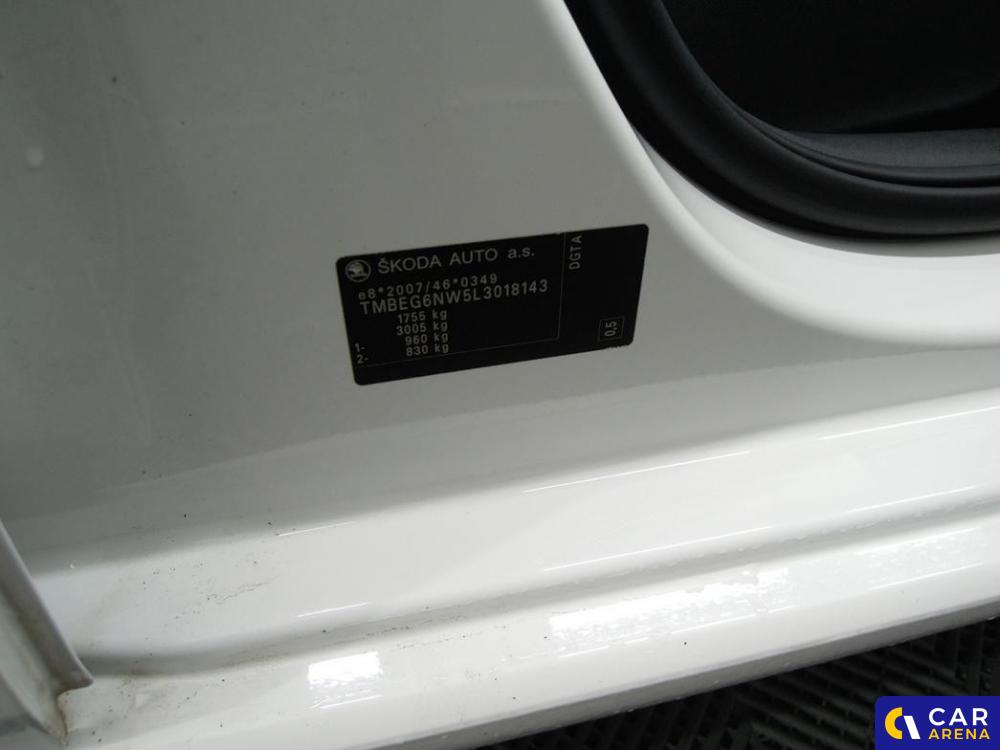 ŠKODA AUTO a.s.
e8*2007/46*0349
TMBEG6NW5L3018143
1755 kg
3005 kg
1- 960 kg
2- 830 kg
DGTA
0,5
CAR
ARENA